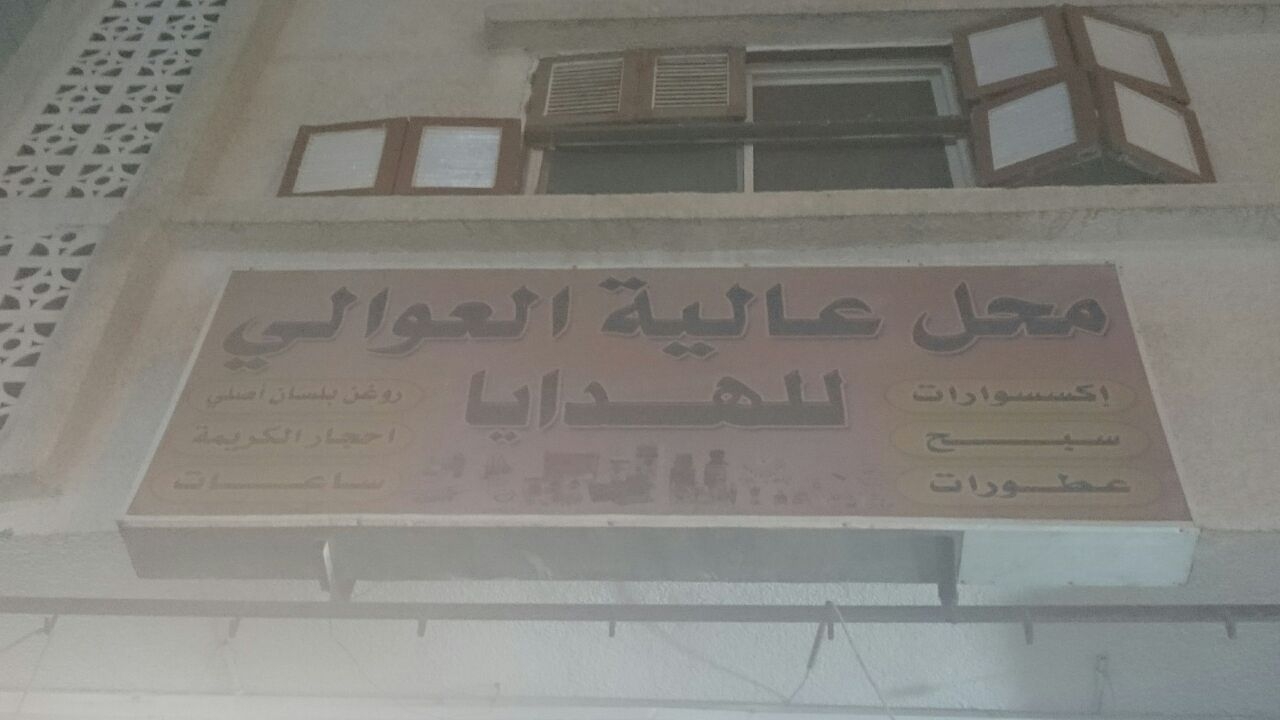 محل عالية العوالي
للهدايا
إكسسوارات
سبح
عطورات
روغن بلسان أصلي
احجار الكريمة
ساعات